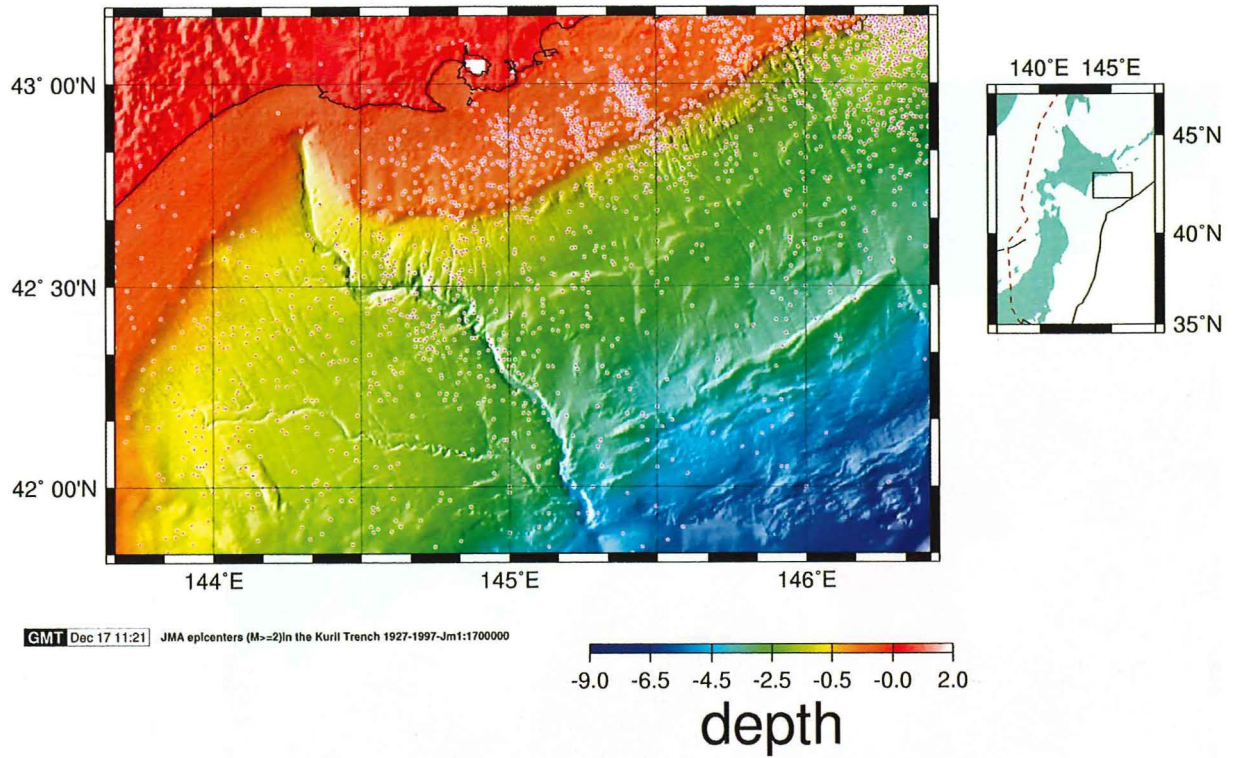 43° 00'N
42° 30'N
42° 00'N
144°E
145°E
146°E
140°E 145°E
45°N
40°N
35°N
GMT Dec 17 11:21 JMA epicenters (M>=2)in the Kuril Trench 1927-1997-Jm1:1700000
-9.0 -6.5 -4.5 -2.5 -0.5 -0.0 2.0
depth